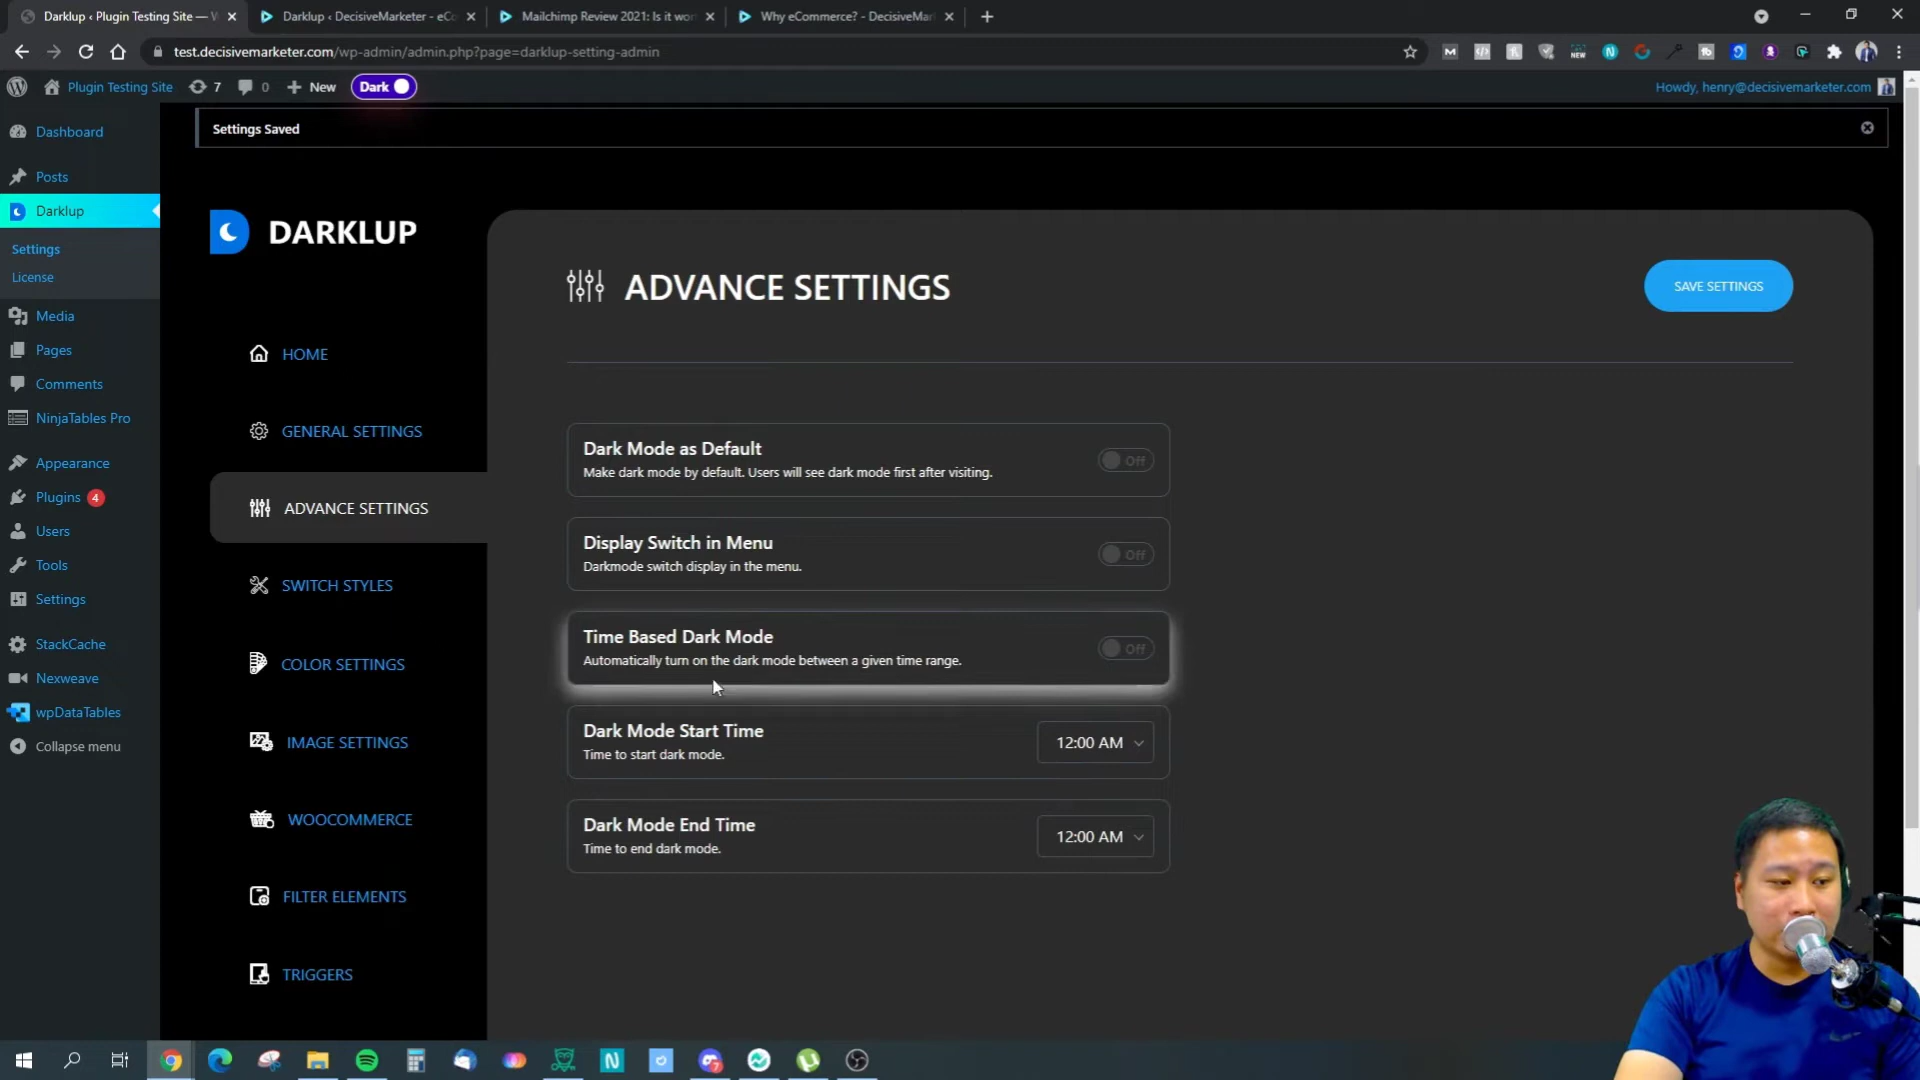 Darklup ‹ Plugin Testing Site — W
Darklup ‹ DecisiveMarketer - eCo
Mailchimp Review 2021: Is it wor
Why eCommerce? - DecisiveMar
test.decisivemarketer.com/wp-admin/admin.php?page=darklup-setting-admin
Plugin Testing Site
7
0
New
Dark
Howdy, henry@decisivemarketer.com
Settings Saved
Dashboard
Posts
Darklup
Settings
License
Media
Pages
Comments
NinjaTables Pro
Appearance
Plugins 4
Users
Tools
Settings
StackCache
Nexweave
wpDataTables
Collapse menu
DARKLUP
HOME
GENERAL SETTINGS
ADVANCE SETTINGS
SWITCH STYLES
COLOR SETTINGS
IMAGE SETTINGS
WOOCOMMERCE
FILTER ELEMENTS
TRIGGERS
ADVANCE SETTINGS
SAVE SETTINGS
Dark Mode as Default
Make dark mode by default. Users will see dark mode first after visiting.
Off
Display Switch in Menu
Darkmode switch display in the menu.
Off
Time Based Dark Mode
Automatically turn on the dark mode between a given time range.
Off
Dark Mode Start Time
Time to start dark mode.
12:00 AM
Dark Mode End Time
Time to end dark mode.
12:00 AM